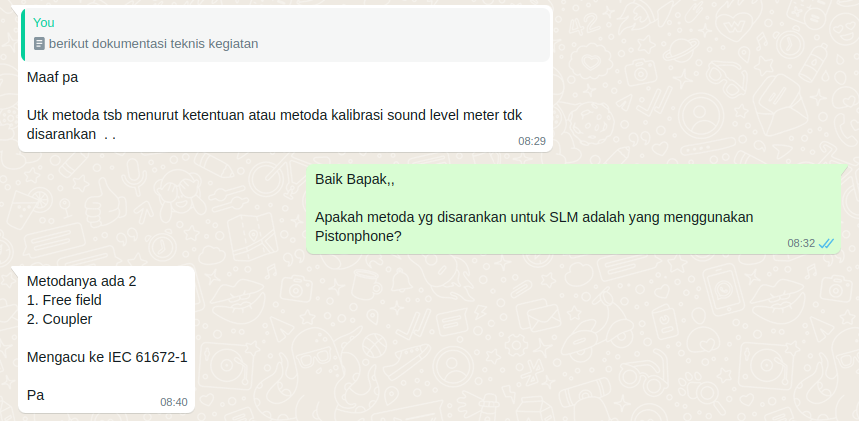 You
berikut dokumentasi teknis kegiatan
Maaf pa
Utk metoda tsb menurut ketentuan atau metoda kalibrasi sound level meter tdk
disarankan . .
08:29
Baik Bapak,,
Apakah metoda yg disarankan untuk SLM adalah yang menggunakan
Pistonphone?
08:32
Metodanya ada 2
1. Free field
2. Coupler
Mengacu ke IEC 61672-1
Pa
08:40